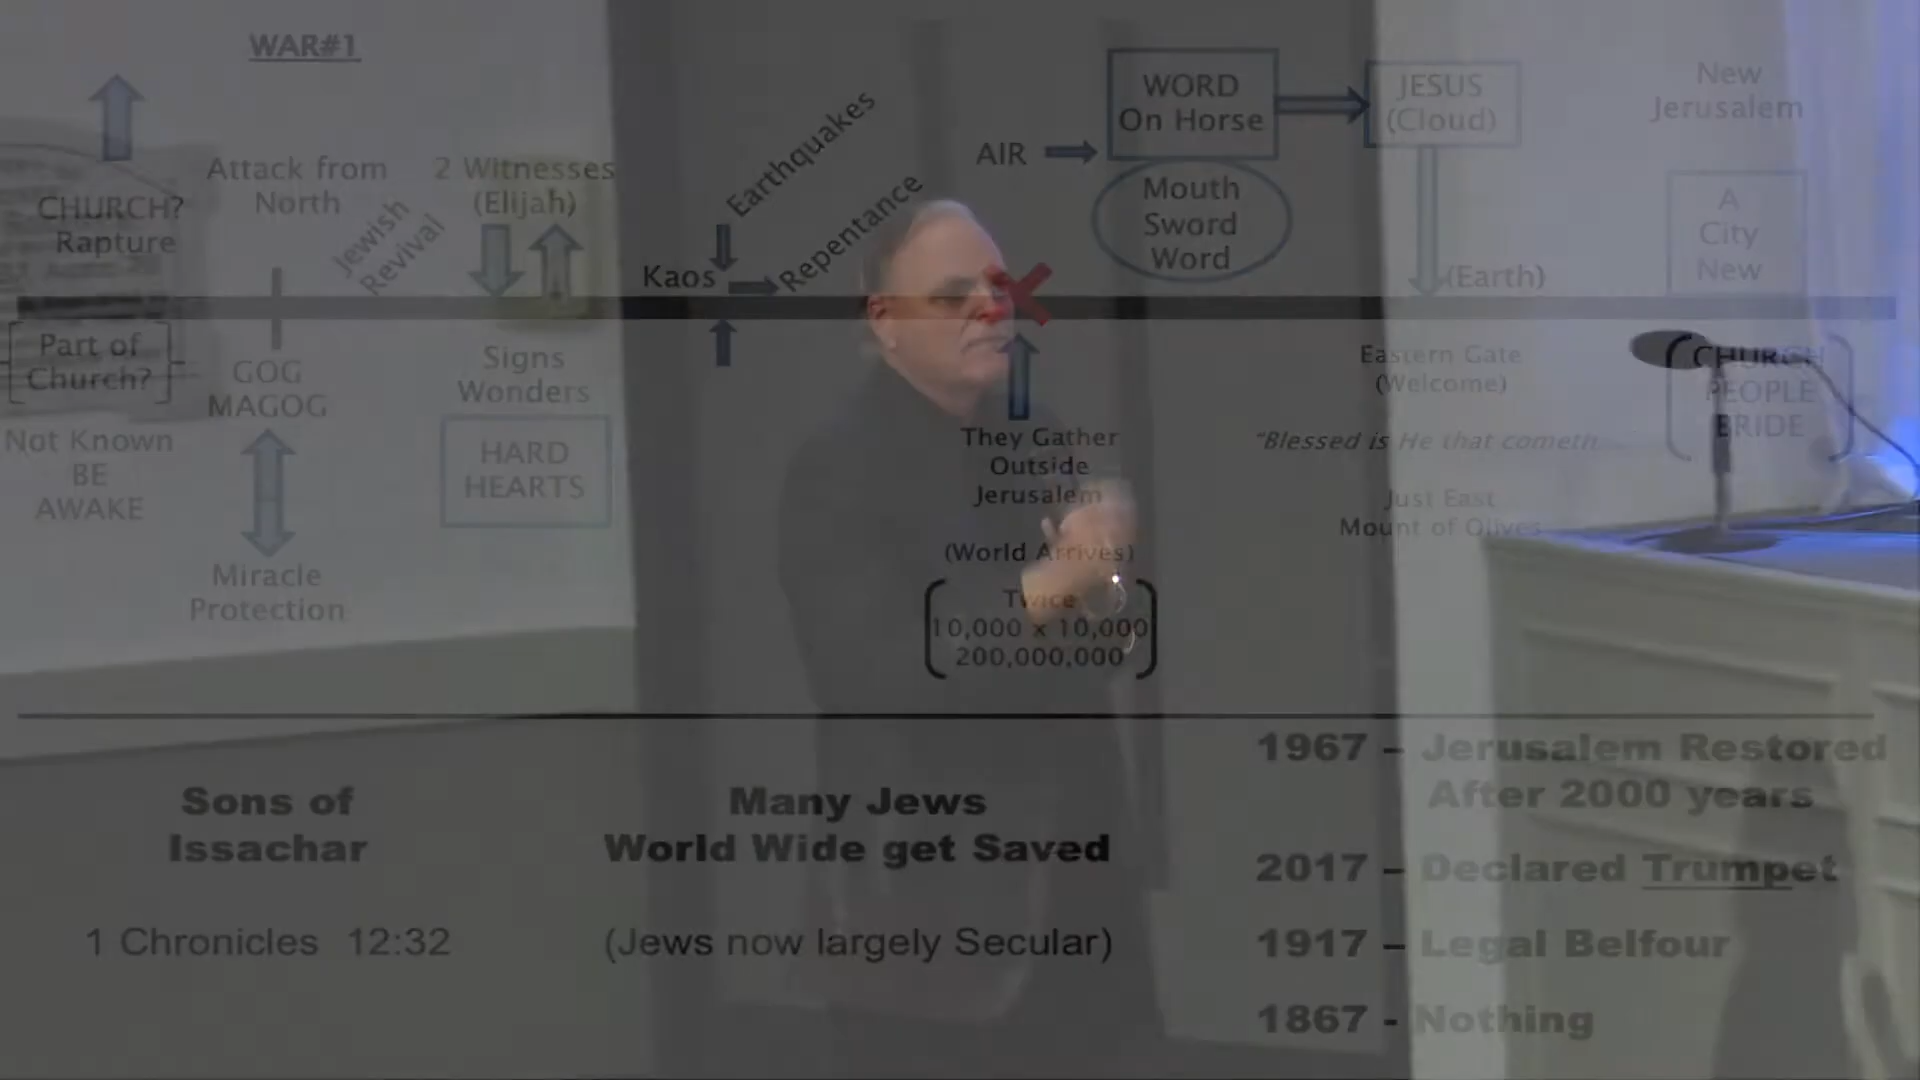 WAR#1
CHURCH?
Rapture
Attack from
North
Jewish
Revival
2 Witnesses
(Elijah)
Kaos
Earthquakes
Repentance
AIR
WORD
On Horse
Mouth
Sword
Word
JESUS
(Cloud)
(Earth)
New
Jerusalem
A
City
New
Part of
Church?
Not Known
BE
AWAKE
GOG
MAGOG
Miracle
Protection
Signs
Wonders
HARD
HEARTS
They Gather
Outside
Jerusalem
(World Arrives)
Twice
10,000 x 10,000
200,000,000
Eastern Gate
(Welcome)
"Blessed is He that cometh...
Just East
Mount of Olives
CHURCH
PEOPLE
BRIDE
Sons of
Issachar
1 Chronicles 12:32
Many Jews
World Wide get Saved
(Jews now largely Secular)
1967 – Jerusalem Restored
After 2000 years
2017 – Declared Trumpet
1917 – Legal Belfour
1867 - Nothing